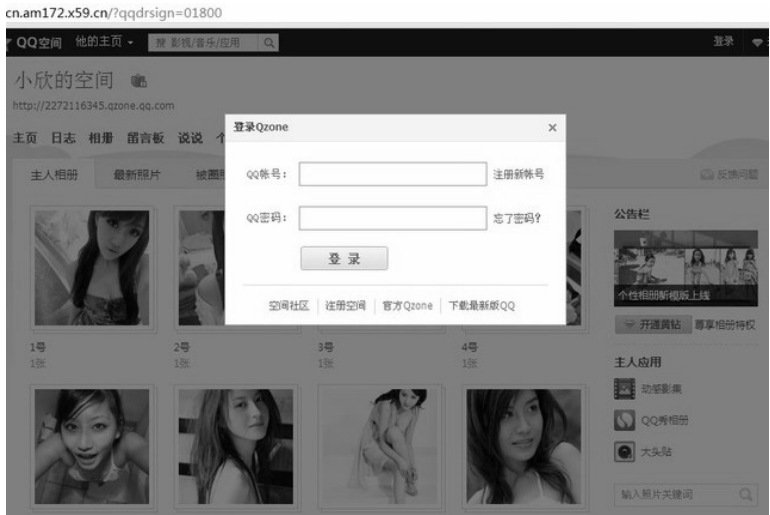 cn.am172.x59.cn/?qqdrsign=01800
QQ空间 他的主页 搜 影视/音乐/应用 登录
小欣的空间
http://2272116345.qzone.qq.com
主页 日志 相册 留言板 说说 个
主人相册 最新照片 被圈照 反馈问题
登录Qzone
QQ帐号： 注册新帐号
QQ密码： 忘了密码?
登 录
空间社区 注册空间 官方Qzone 下载最新版QQ
公告栏
个性相册新模版上线
开通黄钻 尊享相册特权
1号 2号 3号 4号
1张 1张 1张 1张
主人应用
动感影集
QQ秀相册
大头贴
输入照片关键词